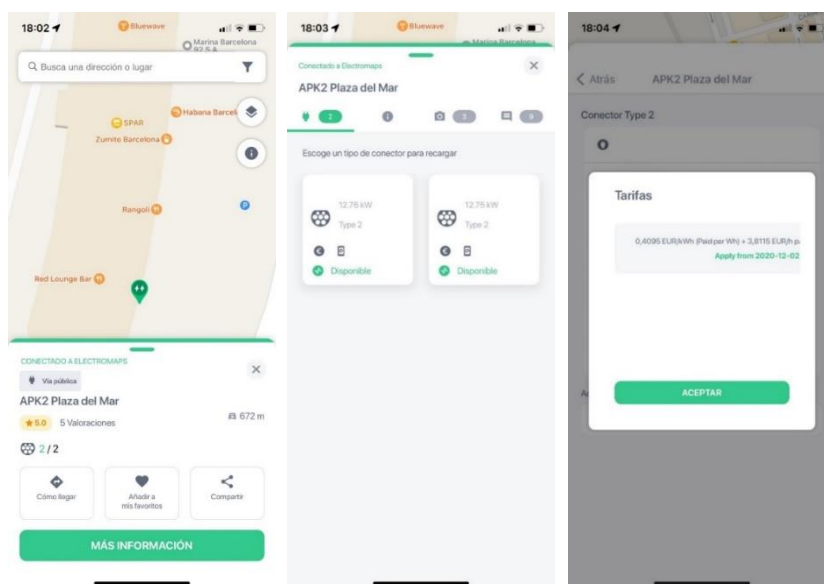 18:02
Bluewave
Marina Barcelona
92 S.A.
Busca una dirección o lugar
SPAR
Habana Barcel
Zumite Barcelona
Rangoli
P
Red Lounge Bar
CONECTADO A ELECTROMAPS
Vía pública
APK2 Plaza del Mar
5.0 5 Valoraciones
672 m
2/2
Cómo llegar
Añadir a
mis favoritos
Compartir
MÁS INFORMACIÓN
18:03
Bluewave
Marina Barcelona
Conectado a Electromaps
APK2 Plaza del Mar
2
Escoge un tipo de conector para recargar
12.76 kW
Type 2
Disponible
12.75 kW
Type 2
Disponible
18:04
Atrás APK2 Plaza del Mar
Conector Type 2
Tarifas
0,4095 EUR/kWh (Paid per Wh) + 3,8115 EUR/h p
Apply from 2020-12-02
ACEPTAR